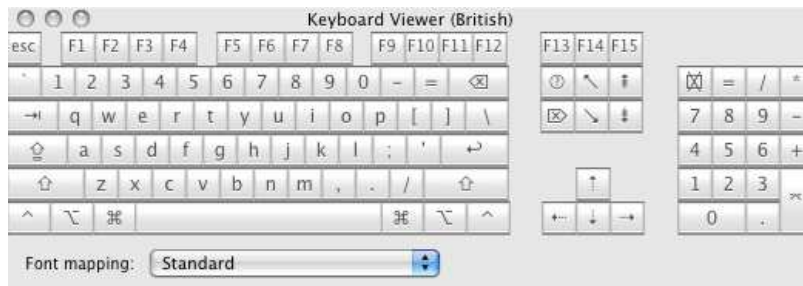 Keyboard Viewer (British)
esc F1 F2 F3 F4 F5 F6 F7 F8 F9 F10 F11 F12 F13 F14 F15
` 1 2 3 4 5 6 7 8 9 0 - = ⌫ ? ↖ ⇞ = / *
⇥ q w e r t y u i o p [ ] \ ⌦ ↘ ⇟ 7 8 9 -
a s d f g h j k l ; ' ↩ 4 5 6 +
⇧ z x c v b n m , . / ⇧ ↑ 1 2 3 ⌤
^ ⌥ ⌘ ⌘ ⌥ ^ ← ↓ → 0 .
Font mapping: Standard